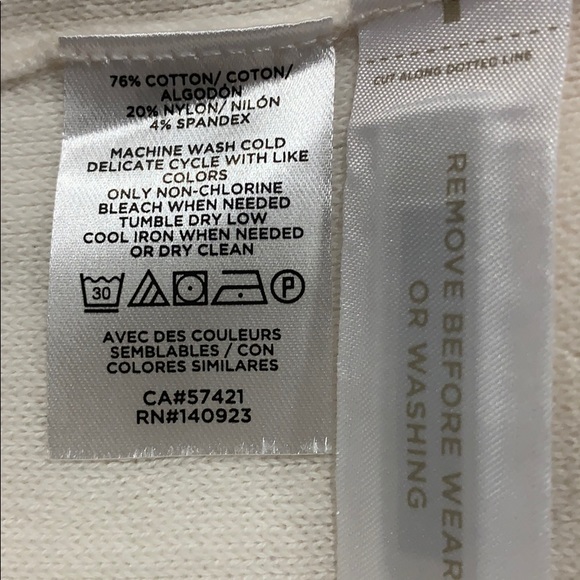 76% COTTON/ COTON/
ALGODÓN
20% NYLON/ NILÓN
4% SPANDEX
MACHINE WASH COLD
DELICATE CYCLE WITH LIKE
COLORS
ONLY NON-CHLORINE
BLEACH WHEN NEEDED
TUMBLE DRY LOW
COOL IRON WHEN NEEDED
OR DRY CLEAN
30 P
AVEC DES COULEURS
SEMBLABLES / CON
COLORES SIMILARES
CA#57421
RN#140923
CUT ALONG DOTTED LINE
REMOVE BEFORE WEAR
OR WASHING